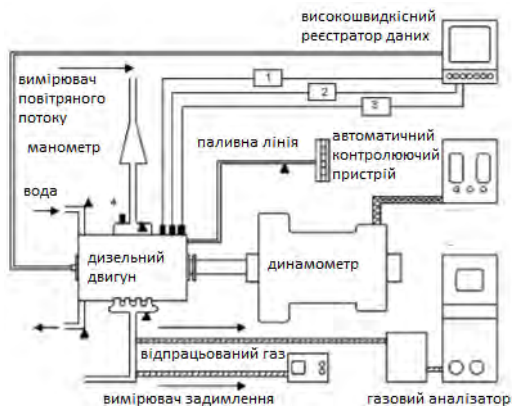 високошвидкісний
реєстратор даних
вимірювач
повітряного
потоку
1
2
3
манометр
паливна лінія
автоматичний
контролюючий
пристрій
вода
4
дизельний
двигун
динамометр
відпрацьований газ
вимірювач задимлення
газовий аналізатор